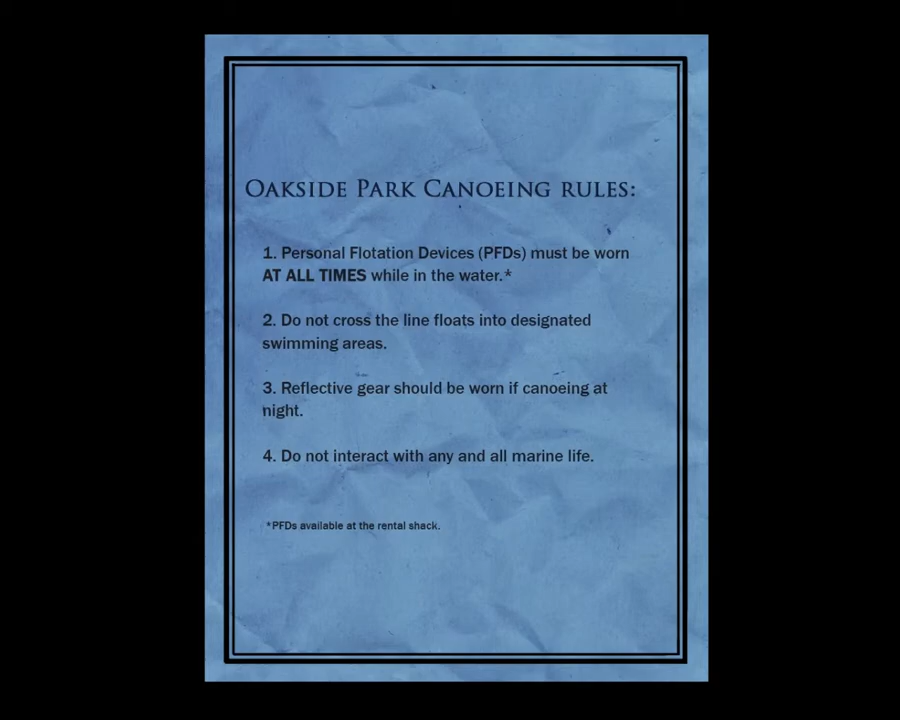 Oakside Park Canoeing rules:
1. Personal Flotation Devices (PFDs) must be worn
AT ALL TIMES while in the water.*
2. Do not cross the line floats into designated
swimming areas.
3. Reflective gear should be worn if canoeing at
night.
4. Do not interact with any and all marine life.
*PFDs available at the rental shack.